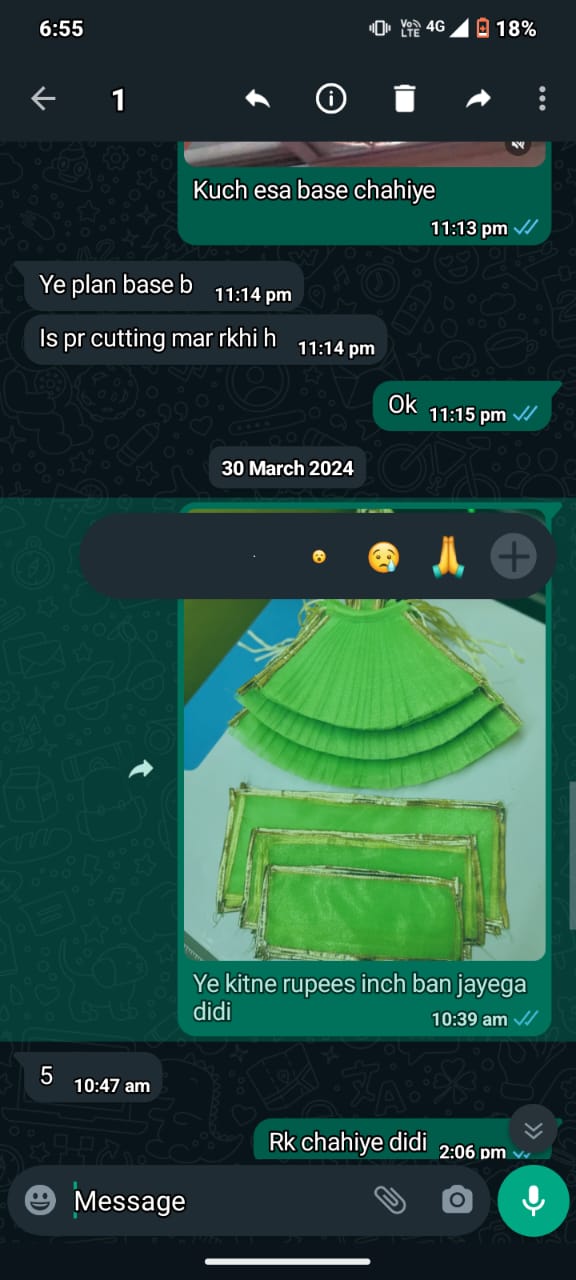 6:55
Vo LTE 4G 18%
1
Kuch esa base chahiye
11:13 pm
Ye plan base b 11:14 pm
Is pr cutting mar rkhi h 11:14 pm
Ok 11:15 pm
30 March 2024
Ye kitne rupees inch ban jayega
didi
10:39 am
5 10:47 am
Rk chahiye didi 2:06 pm
Message